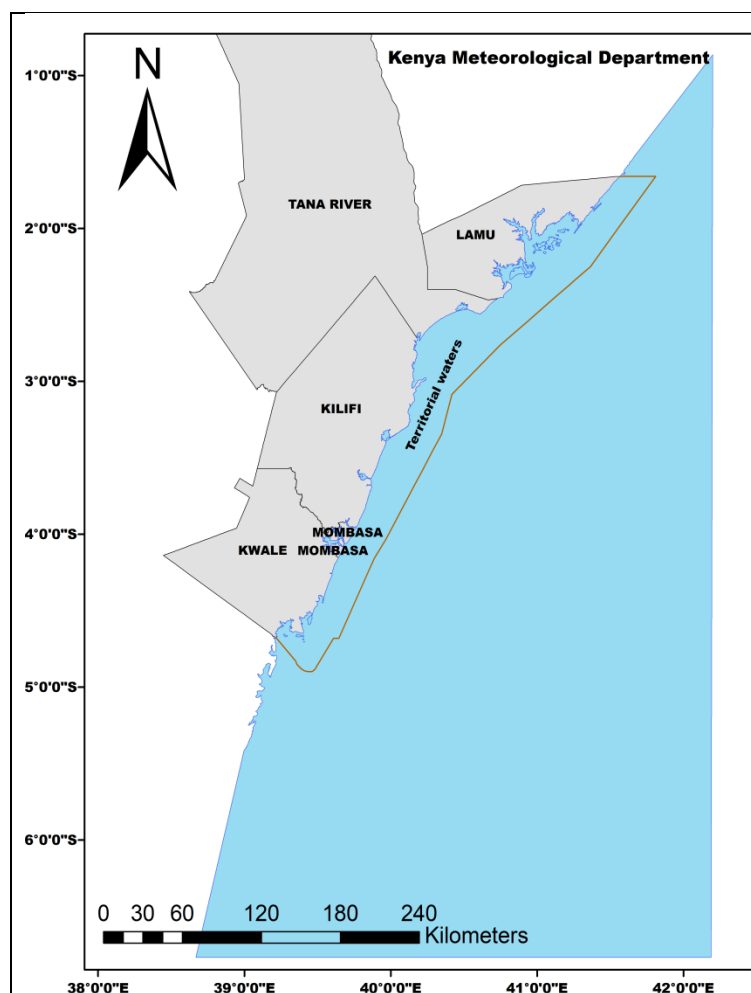 Kenya Meteorological Department
N
1°0'0"S
2°0'0"S
3°0'0"S
4°0'0"S
5°0'0"S
6°0'0"S
TANA RIVER
LAMU
KILIFI
Territorial waters
MOMBASA
KWALE MOMBASA
0 30 60 120 180 240
Kilometers
38°0'0"E 39°0'0"E 40°0'0"E 41°0'0"E 42°0'0"E